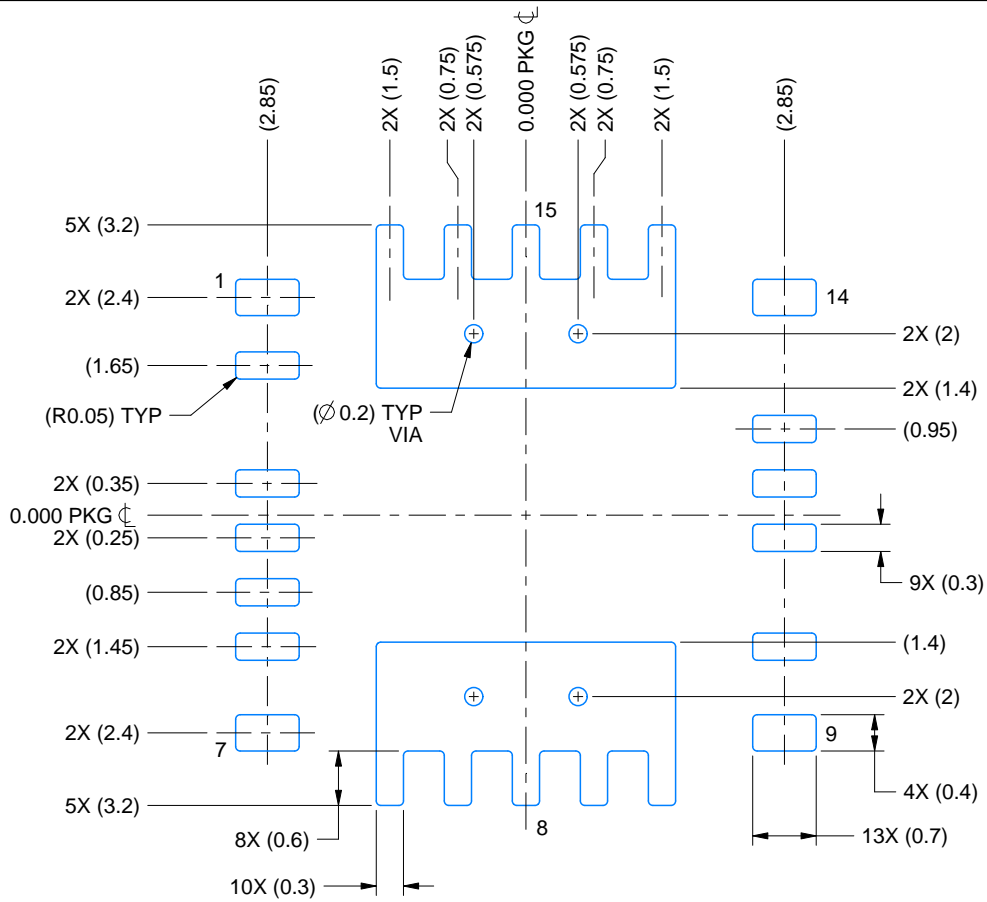 (2.85)
2X (1.5)
2X (0.75)
2X (0.575)
0.000 PKG ℄
2X (0.575)
2X (0.75)
2X (1.5)
(2.85)
5X (3.2)
15
1
2X (2.4)
14
2X (2)
(1.65)
2X (1.4)
(R0.05) TYP
(∅ 0.2) TYP
VIA
(0.95)
2X (0.35)
0.000 PKG ℄
2X (0.25)
9X (0.3)
(0.85)
2X (1.45)
(1.4)
2X (2)
2X (2.4)
7
9
4X (0.4)
5X (3.2)
8
8X (0.6)
13X (0.7)
10X (0.3)